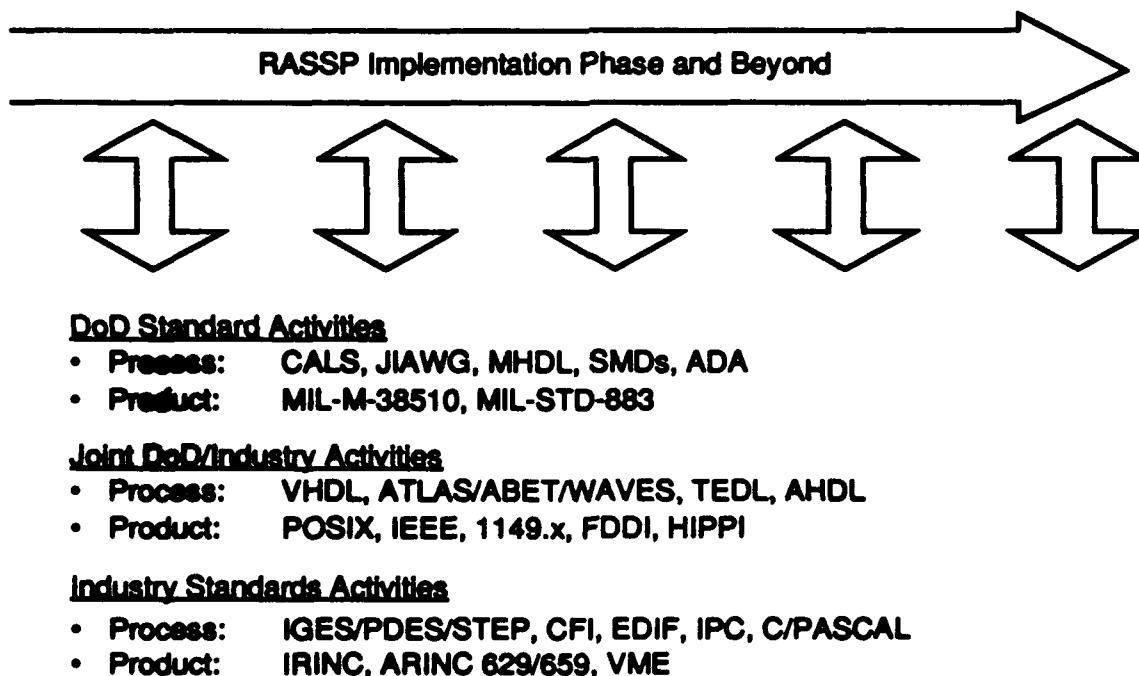 RASSP Implementation Phase and Beyond
DoD Standard Activities
• Process: CALS, JIAWG, MHDL, SMDs, ADA
• Product: MIL-M-38510, MIL-STD-883
Joint DoD/Industry Activities
• Process: VHDL, ATLAS/ABET/WAVES, TEDL, AHDL
• Product: POSIX, IEEE, 1149.x, FDDI, HIPPI
Industry Standards Activities
• Process: IGES/PDES/STEP, CFI, EDIF, IPC, C/PASCAL
• Product: IRINC, ARINC 629/659, VME